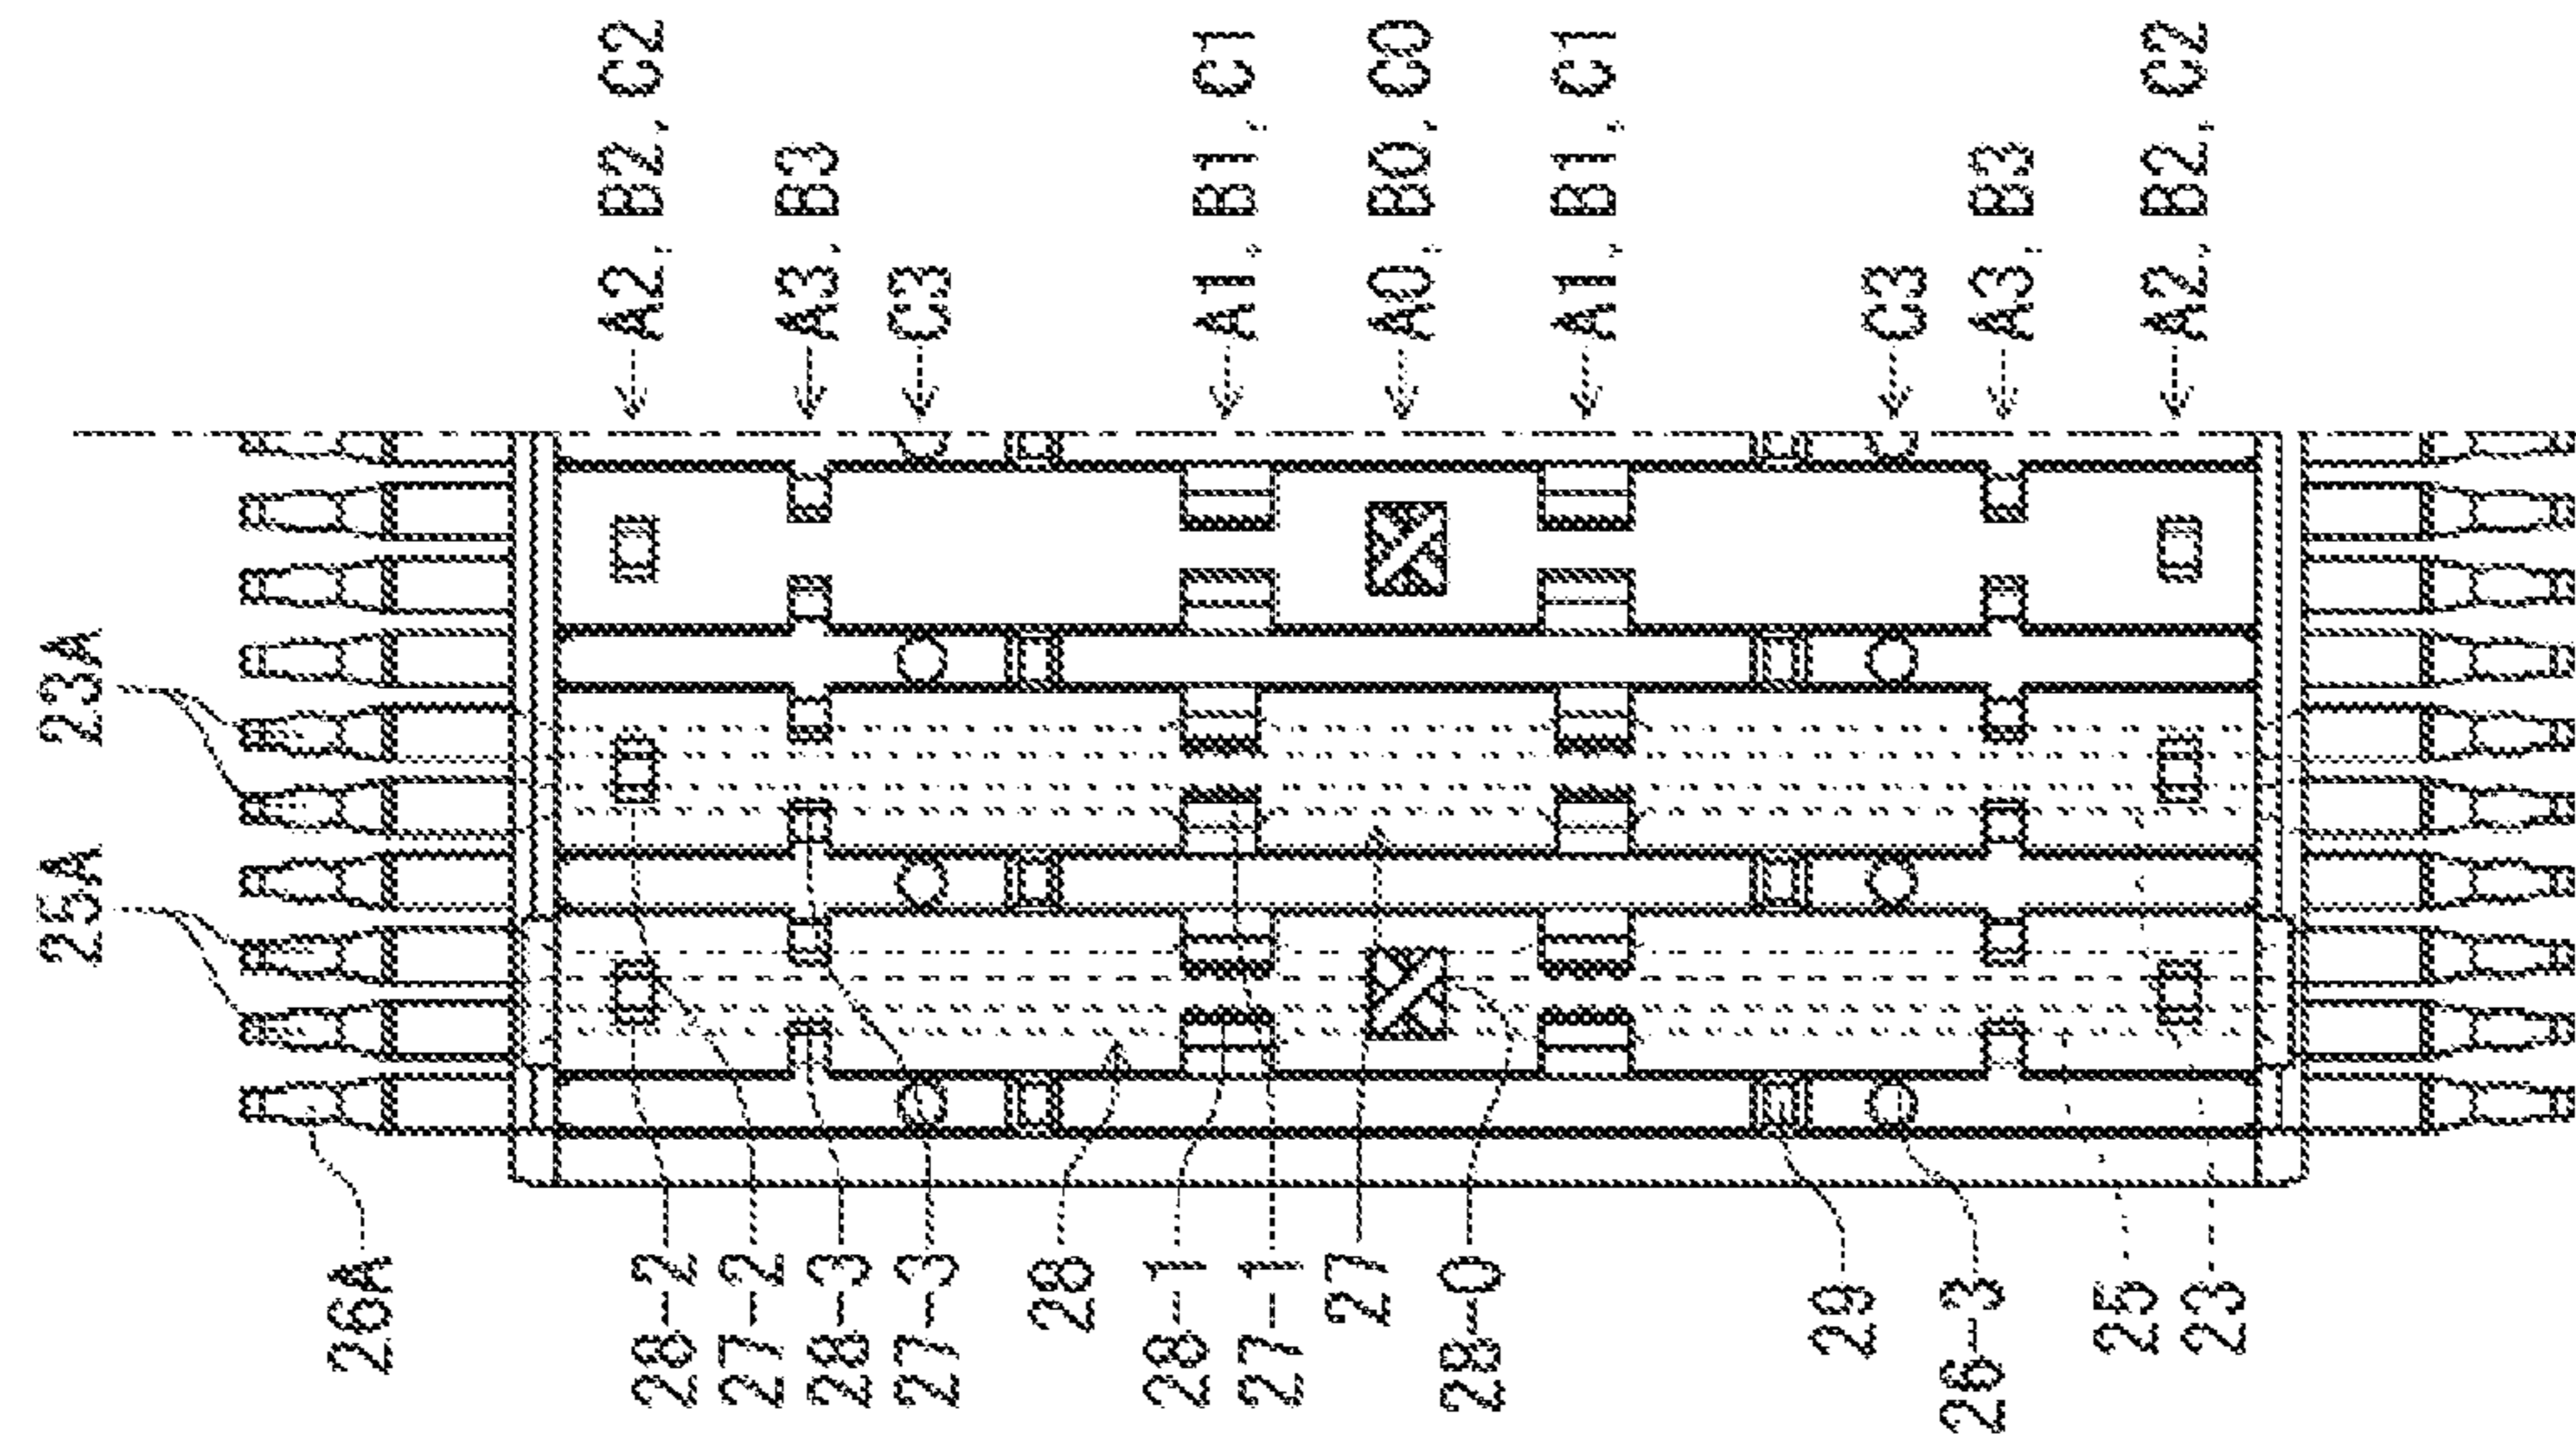 A2, B2, C2
A3, B3
C3
A1, B1, C1
A0, B0, C0
A1, B1, C1
C3
A3, B3
A2, B2, C2
23A
25A
26A
28-2
27-2
28-3
27-3
28
28-1
27-1
27
28-0
29
26-3
25
23